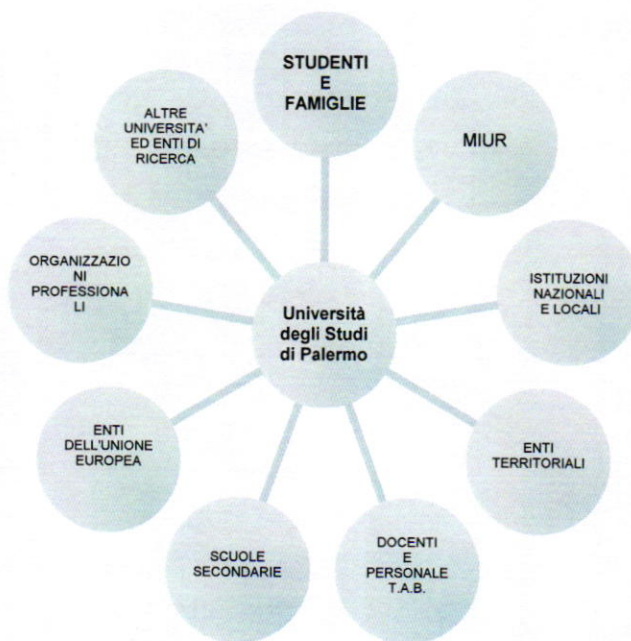 STUDENTI
E
FAMIGLIE
MIUR
ISTITUZIONI
NAZIONALI
E LOCALI
ENTI
TERRITORIALI
DOCENTI
E
PERSONALE
T.A.B.
SCUOLE
SECONDARIE
ENTI
DELL'UNIONE
EUROPEA
ORGANIZZAZIO
NI
PROFESSIONA
LI
ALTRE
UNIVERSITA'
ED ENTI DI
RICERCA
Università
degli Studi
di Palermo